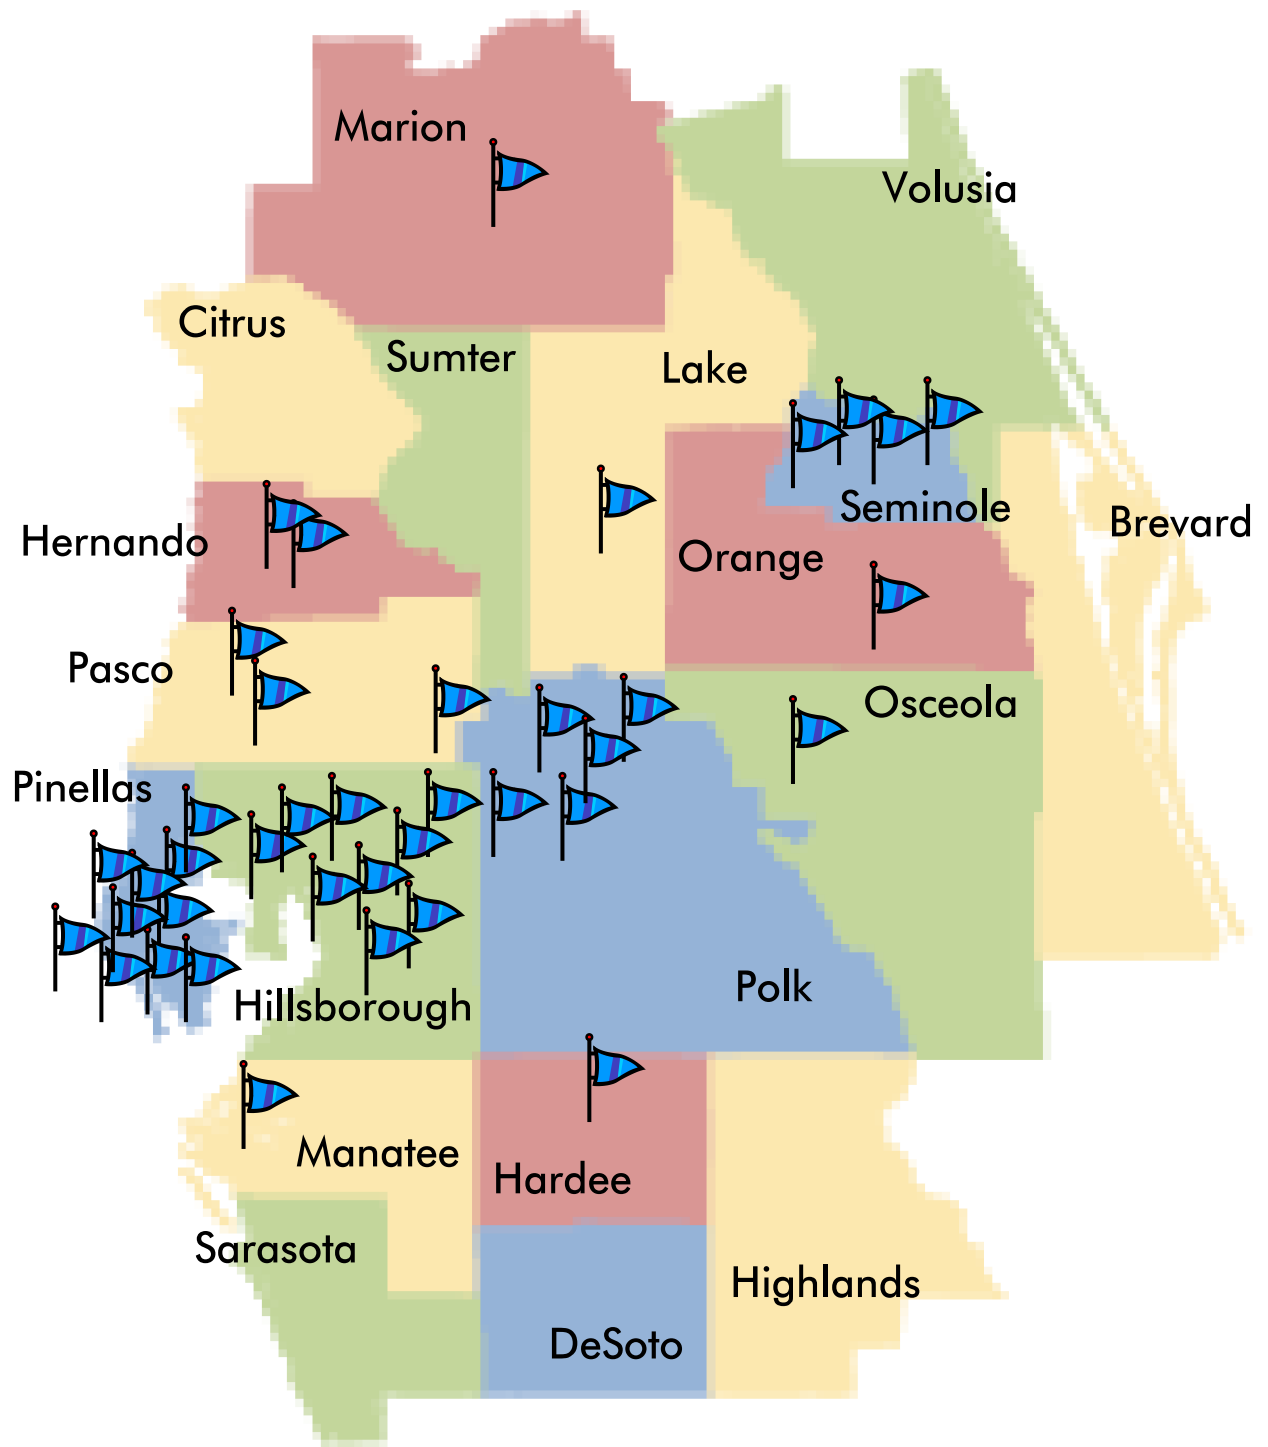 Marion
Volusia
Citrus
Sumter
Lake
Seminole
Brevard
Hernando
Orange
Pasco
Osceola
Pinellas
Polk
Hillsborough
Manatee
Hardee
Sarasota
Highlands
DeSoto